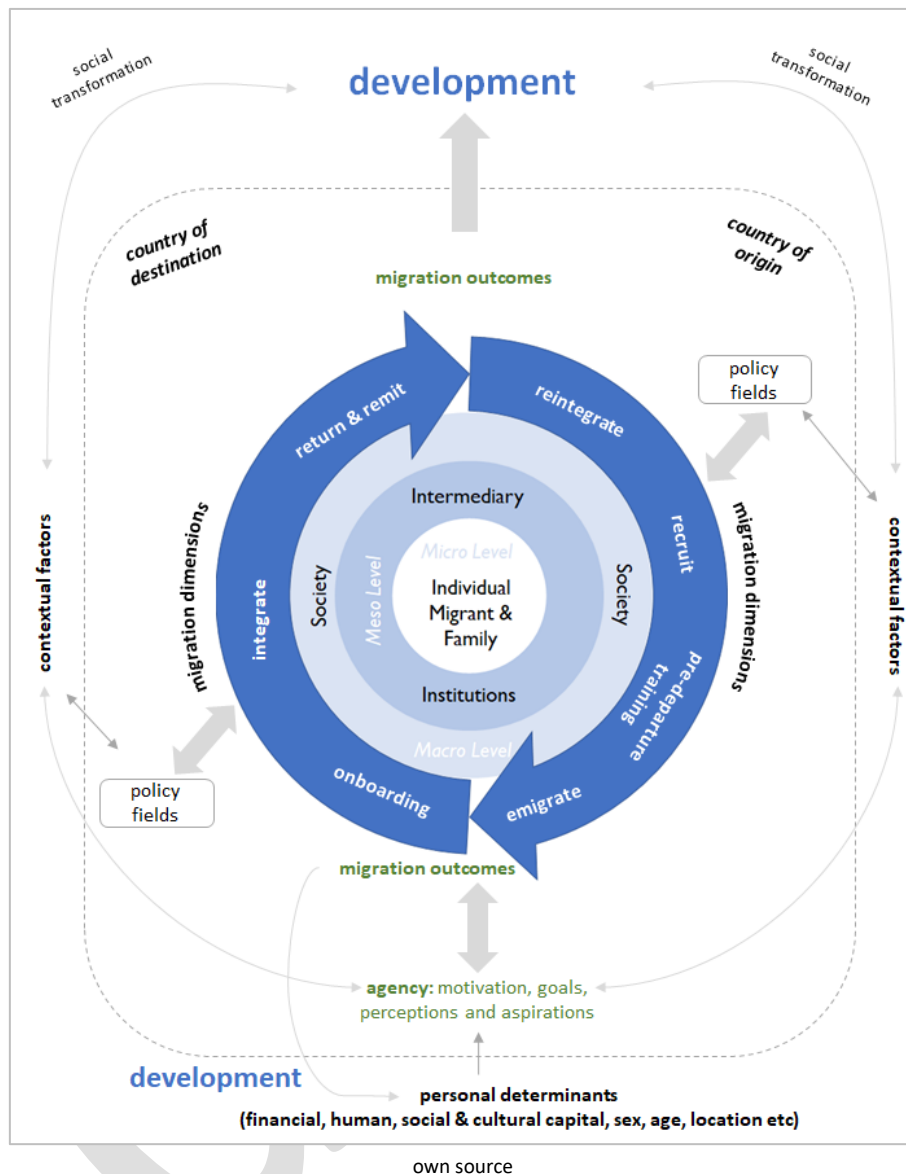 social
transformation
development
social
transformation
country of
destination
country of
origin
migration outcomes
policy
fields
return & remit
reintegrate
Intermediary
recruit
migration dimensions
migration dimensions
contextual factors
contextual factors
Micro Level
Individual
Migrant &
Family
Meso Level
Society
Society
integrate
Institutions
pre-departure
training
Macro Level
onboarding
emigrate
policy
fields
migration outcomes
agency: motivation, goals,
perceptions and aspirations
development
personal determinants
(financial, human, social & cultural capital, sex, age, location etc)
own source